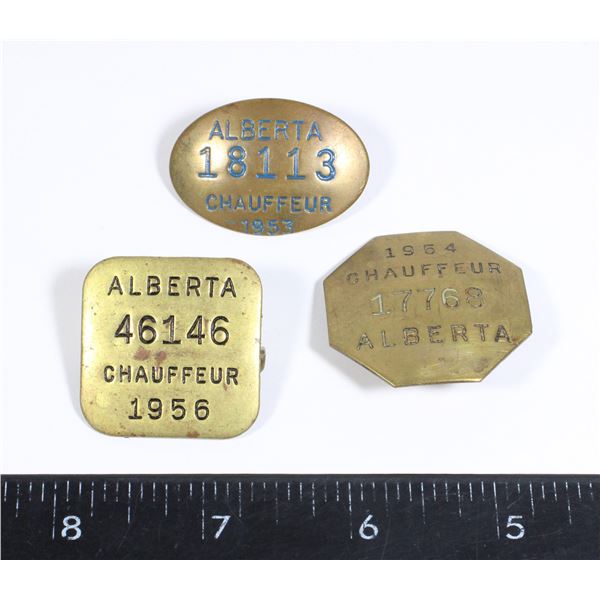 ALBERTA
18113
CHAUFFEUR
1953
1954
CHAUFFEUR
17768
ALBERTA
ALBERTA
46146
CHAUFFEUR
1956
8 7 6 5